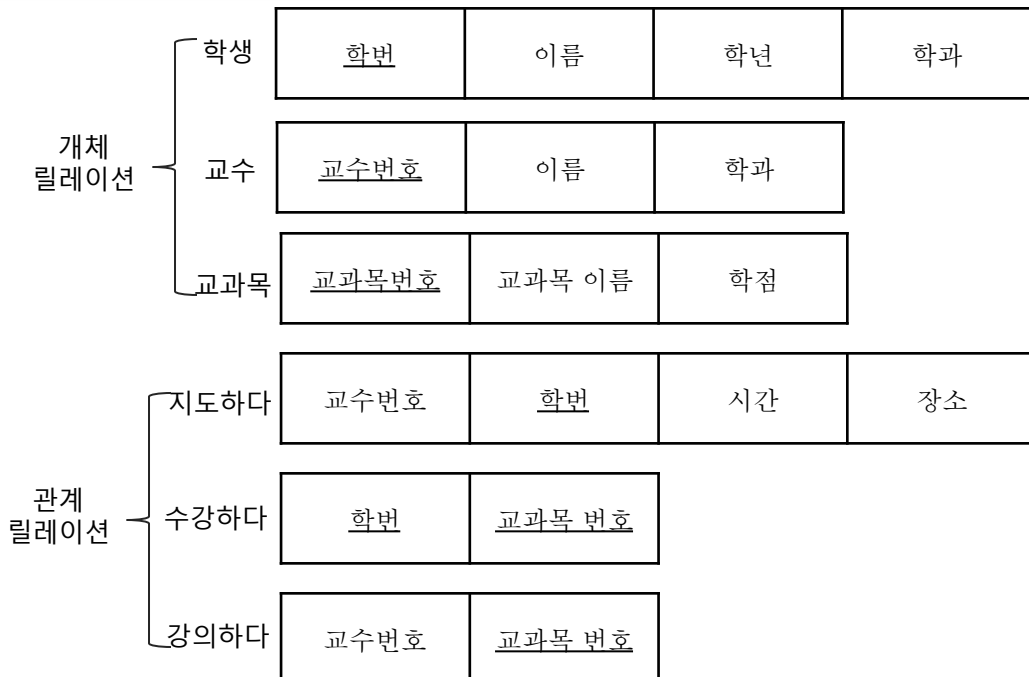 학생 학번 이름 학년 학과
개체
릴레이션
교수 교수번호 이름 학과
교과목 교과목번호 교과목 이름 학점
지도하다 교수번호 학번 시간 장소
관계
릴레이션
수강하다 학번 교과목 번호
강의하다 교수번호 교과목 번호